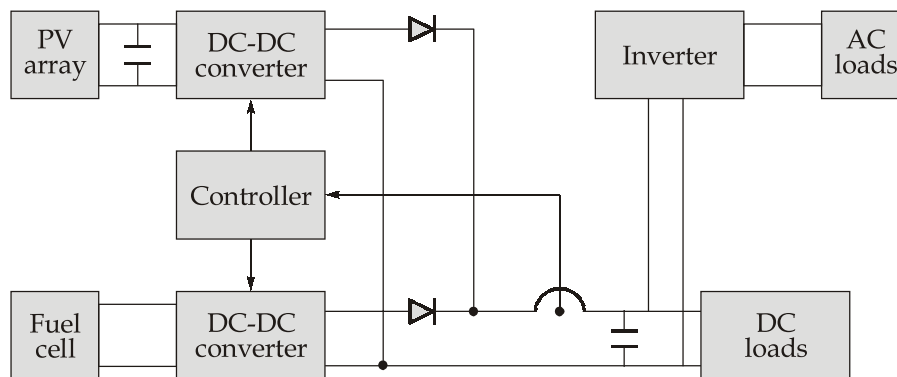 PV
array
DC-DC
converter
Inverter
AC
loads
Controller
Fuel
cell
DC-DC
converter
DC
loads